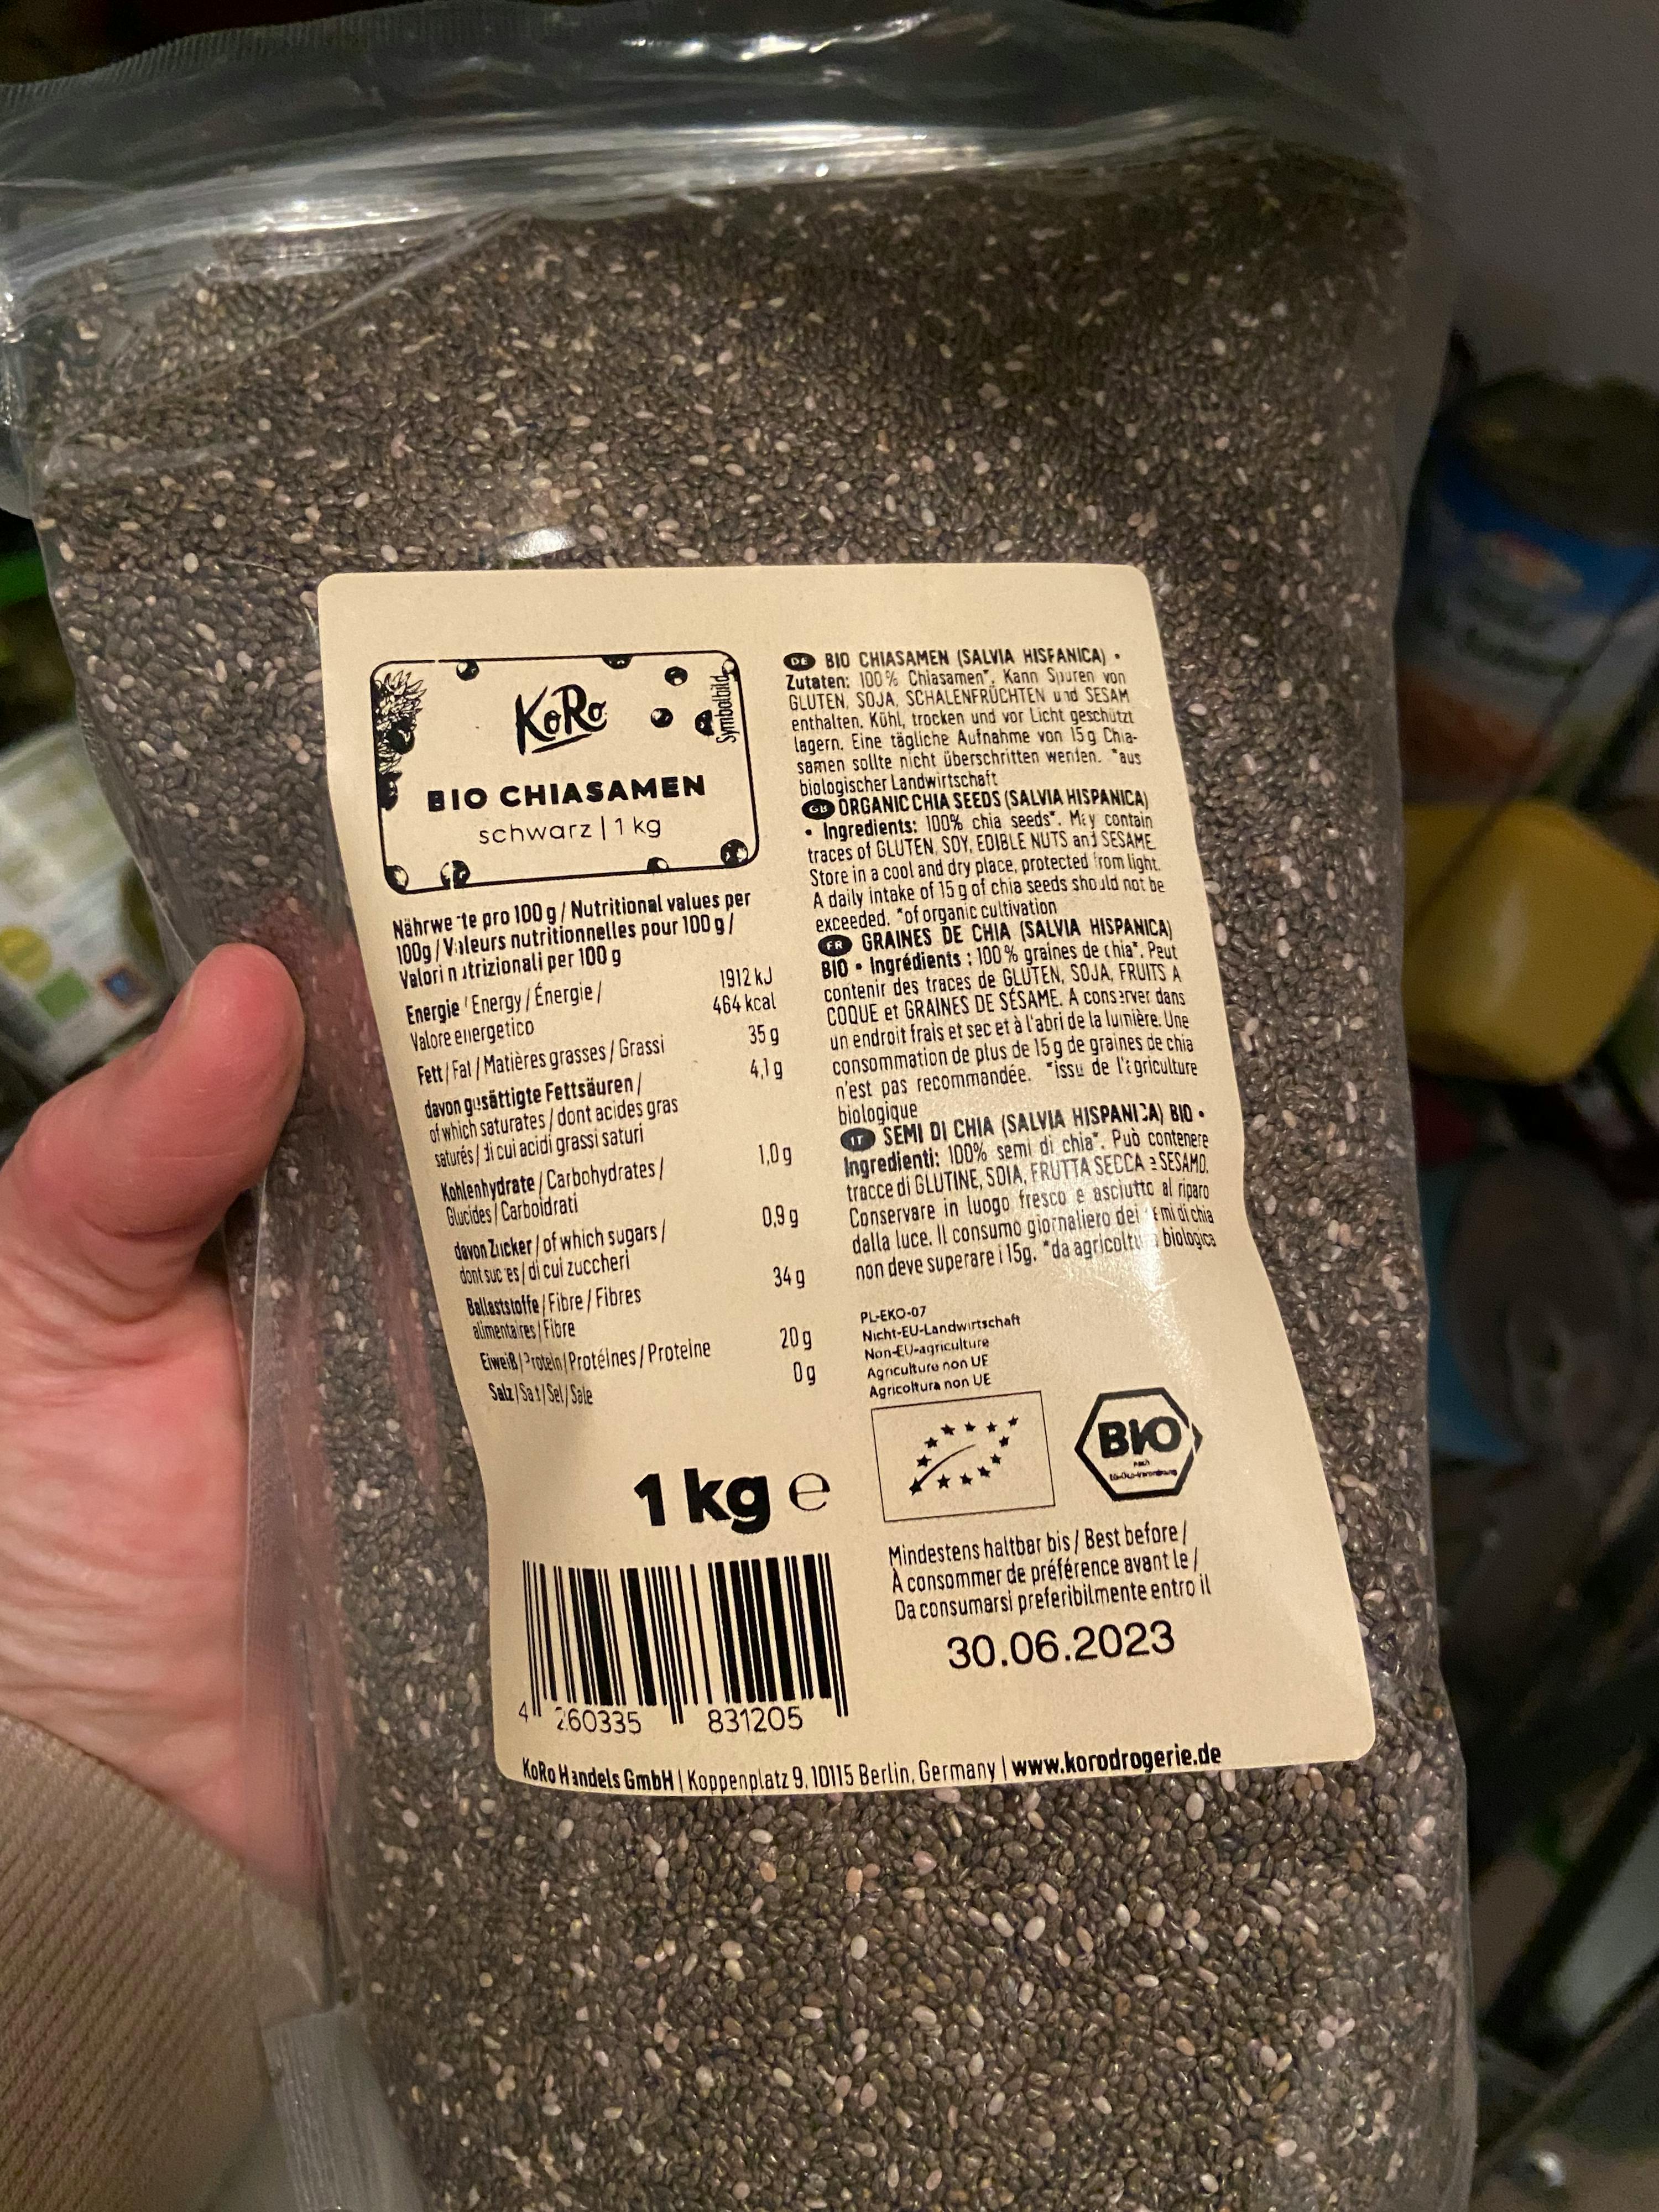 KoRo
Symbolbild
BIO CHIASAMEN
schwarz | 1 kg
Nährwe te pro 100 g / Nutritional values per
100g / Valeurs nutritionnelles pour 100 g /
Valori nutrizionali per 100 g
Energie / Energy / Énergie / 1912 kJ
Valore energetico 464 kcal
Fett / Fat / Matières grasses / Grassi 35 g
davon gesättigte Fettsäuren / 4,1 g
of which saturates / dont acides gras
saturés / di cui acidi grassi saturi
Kohlenhydrate / Carbohydrates / 1,0 g
Glucides / Carboidrati
davon Zucker / of which sugars / 0,9 g
dont sucres / di cui zuccheri
Ballaststoffe / Fibre / Fibres 34 g
alimentaires / Fibre
Eiweiß / Protein / Protéines / Proteine 20 g
Salz / Salt / Sel / Sale 0 g
1 kg e
4 260335 831205
DE BIO CHIASAMEN (SALVIA HISPANICA) •
Zutaten: 100 % Chiasamen*. Kann Spuren von
GLUTEN, SOJA, SCHALENFRÜCHTEN und SESAM
enthalten. Kühl, trocken und vor Licht geschützt
lagern. Eine tägliche Aufnahme von 15 g Chia-
samen sollte nicht überschritten werden. *aus
biologischer Landwirtschaft
GB ORGANIC CHIA SEEDS (SALVIA HISPANICA)
• Ingredients: 100% chia seeds*. May contain
traces of GLUTEN, SOY, EDIBLE NUTS and SESAME.
Store in a cool and dry place, protected from light.
A daily intake of 15 g of chia seeds should not be
exceeded. *of organic cultivation
FR GRAINES DE CHIA (SALVIA HISPANICA)
BIO • Ingrédients : 100 % graines de chia*. Peut
contenir des traces de GLUTEN, SOJA, FRUITS A
COQUE et GRAINES DE SÉSAME. A conserver dans
un endroit frais et sec et à l'abri de la lumière. Une
consommation de plus de 15 g de graines de chia
n'est pas recommandée. *issu de l'agriculture
biologique
IT SEMI DI CHIA (SALVIA HISPANICA) BIO •
Ingredienti: 100% semi di chia*. Può contenere
tracce di GLUTINE, SOIA, FRUTTA SECCA e SESAMO.
Conservare in luogo fresco e asciutto al riparo
dalla luce. Il consumo giornaliero dei semi di chia
non deve superare i 15g. *da agricoltura biologica
PL-EKO-07
Nicht-EU-Landwirtschaft
Non-EU-agriculture
Agriculture non UE
Agricoltura non UE
BIO
nach
EG-Öko-Verordnung
Mindestens haltbar bis / Best before /
À consommer de préférence avant le /
Da consumarsi preferibilmente entro il
30.06.2023
KoRo Handels GmbH | Koppenplatz 9, 10115 Berlin, Germany | www.korodrogerie.de